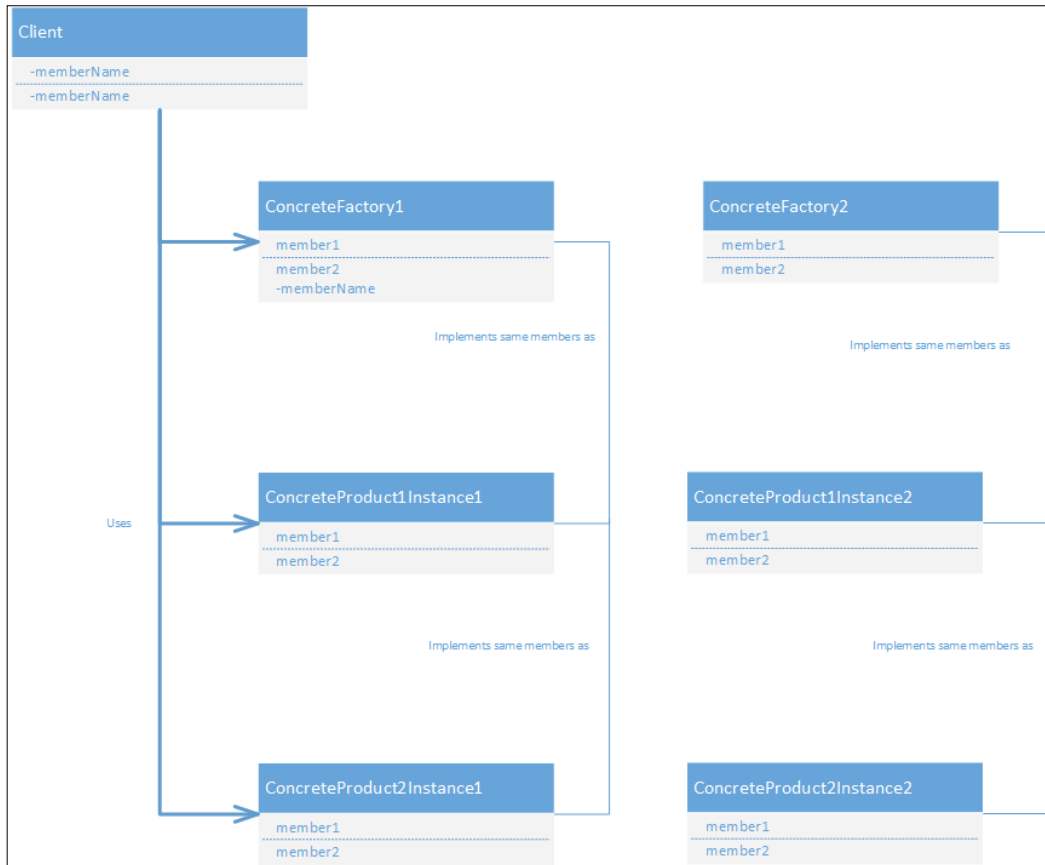 Client
-memberName
-memberName
ConcreteFactory1
member1
member2
-memberName
ConcreteFactory2
member1
member2
Implements same members as
Implements same members as
Uses
ConcreteProduct1Instance1
member1
member2
ConcreteProduct1Instance2
member1
member2
Implements same members as
Implements same members as
ConcreteProduct2Instance1
member1
member2
ConcreteProduct2Instance2
member1
member2